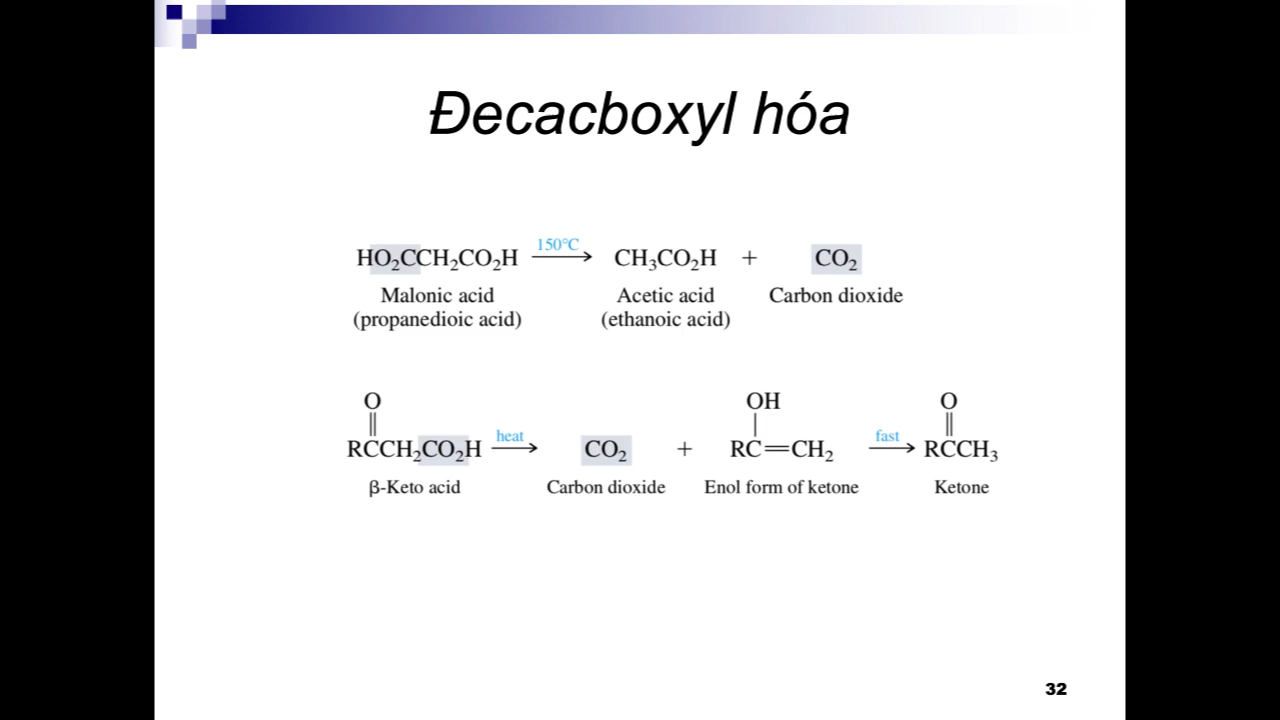 Đecacboxyl hóa
HO₂CCH₂CO₂H 150°C CH₃CO₂H + CO₂
Malonic acid Acetic acid Carbon dioxide
(propanedioic acid) (ethanoic acid)
O OH O
RCCH₂CO₂H heat CO₂ + RC=CH₂ fast RCCH₃
β-Keto acid Carbon dioxide Enol form of ketone Ketone
32